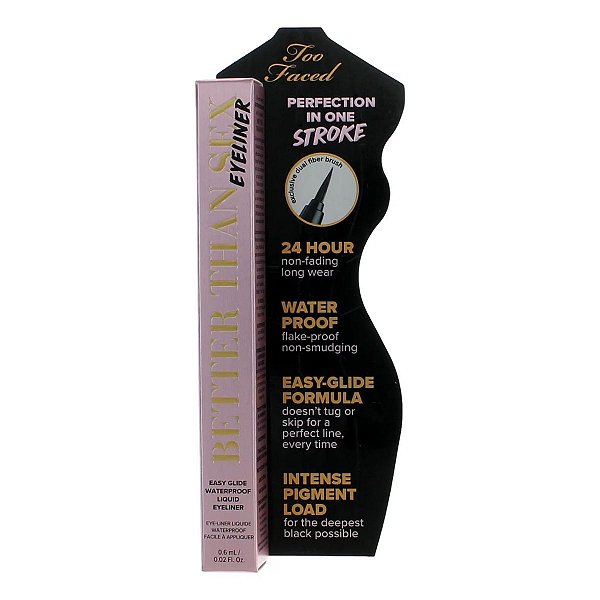 Too
Faced
PERFECTION
IN ONE
STROKE
exclusive dual fiber brush
24 HOUR
non-fading
long wear
WATER
PROOF
flake-proof
non-smudging
EASY-GLIDE
FORMULA
doesn't tug or
skip for a
perfect line,
every time
INTENSE
PIGMENT
LOAD
for the deepest
black possible
BETTER THAN SEX
EYELINER
EASY GLIDE
WATERPROOF
LIQUID
EYELINER
EYE-LINER LIQUIDE
WATERPROOF
FACILE À APPLIQUER
0.6 mL/
0.02 Fl. Oz.